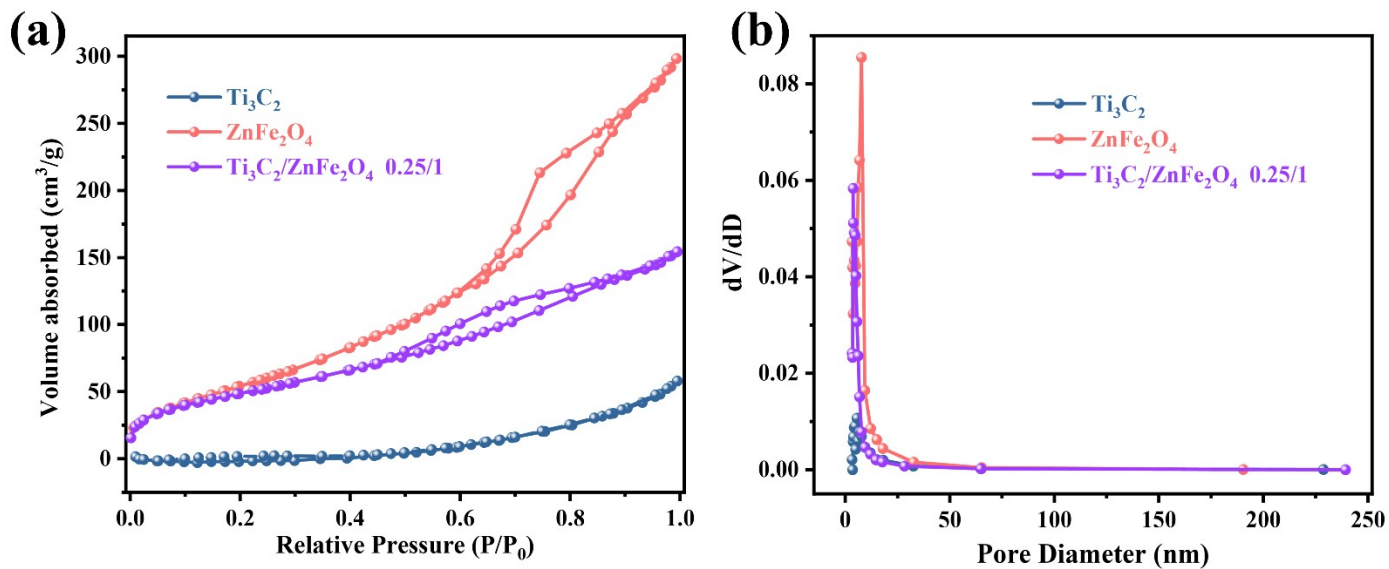 (a)
300
250
200
150
100
50
0
Volume absorbed (cm³/g)
Ti₃C₂
ZnFe₂O₄
Ti₃C₂/ZnFe₂O₄ 0.25/1
0.0 0.2 0.4 0.6 0.8 1.0
Relative Pressure (P/P₀)
(b)
0.08
0.06
0.04
0.02
0.00
dV/dD
Ti₃C₂
ZnFe₂O₄
Ti₃C₂/ZnFe₂O₄ 0.25/1
0 50 100 150 200 250
Pore Diameter (nm)